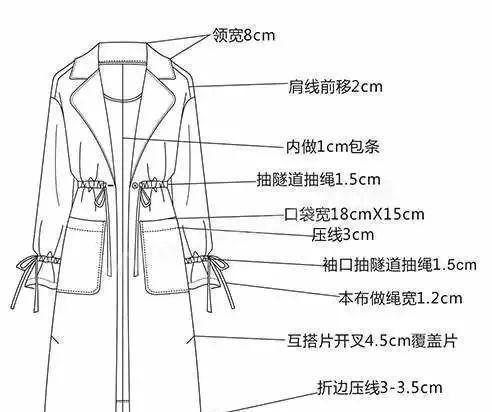 领宽8cm
肩线前移2cm
内做1cm包条
抽隧道抽绳1.5cm
口袋宽18cmX15cm
压线3cm
袖口抽隧道抽绳1.5cm
本布做绳宽1.2cm
互搭片开叉4.5cm覆盖片
折边压线3-3.5cm